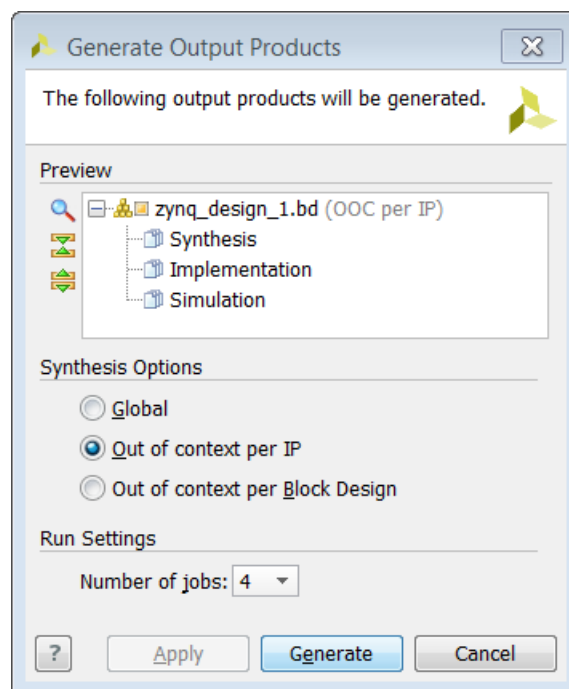 Generate Output Products
The following output products will be generated.
Preview
zynq_design_1.bd (OOC per IP)
Synthesis
Implementation
Simulation
Synthesis Options
Global
Out of context per IP
Out of context per Block Design
Run Settings
Number of jobs: 4
? Apply Generate Cancel